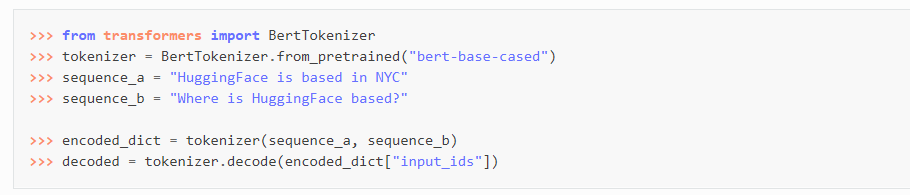 >>> from transformers import BertTokenizer
>>> tokenizer = BertTokenizer.from_pretrained("bert-base-cased")
>>> sequence_a = "HuggingFace is based in NYC"
>>> sequence_b = "Where is HuggingFace based?"
>>> encoded_dict = tokenizer(sequence_a, sequence_b)
>>> decoded = tokenizer.decode(encoded_dict["input_ids"])